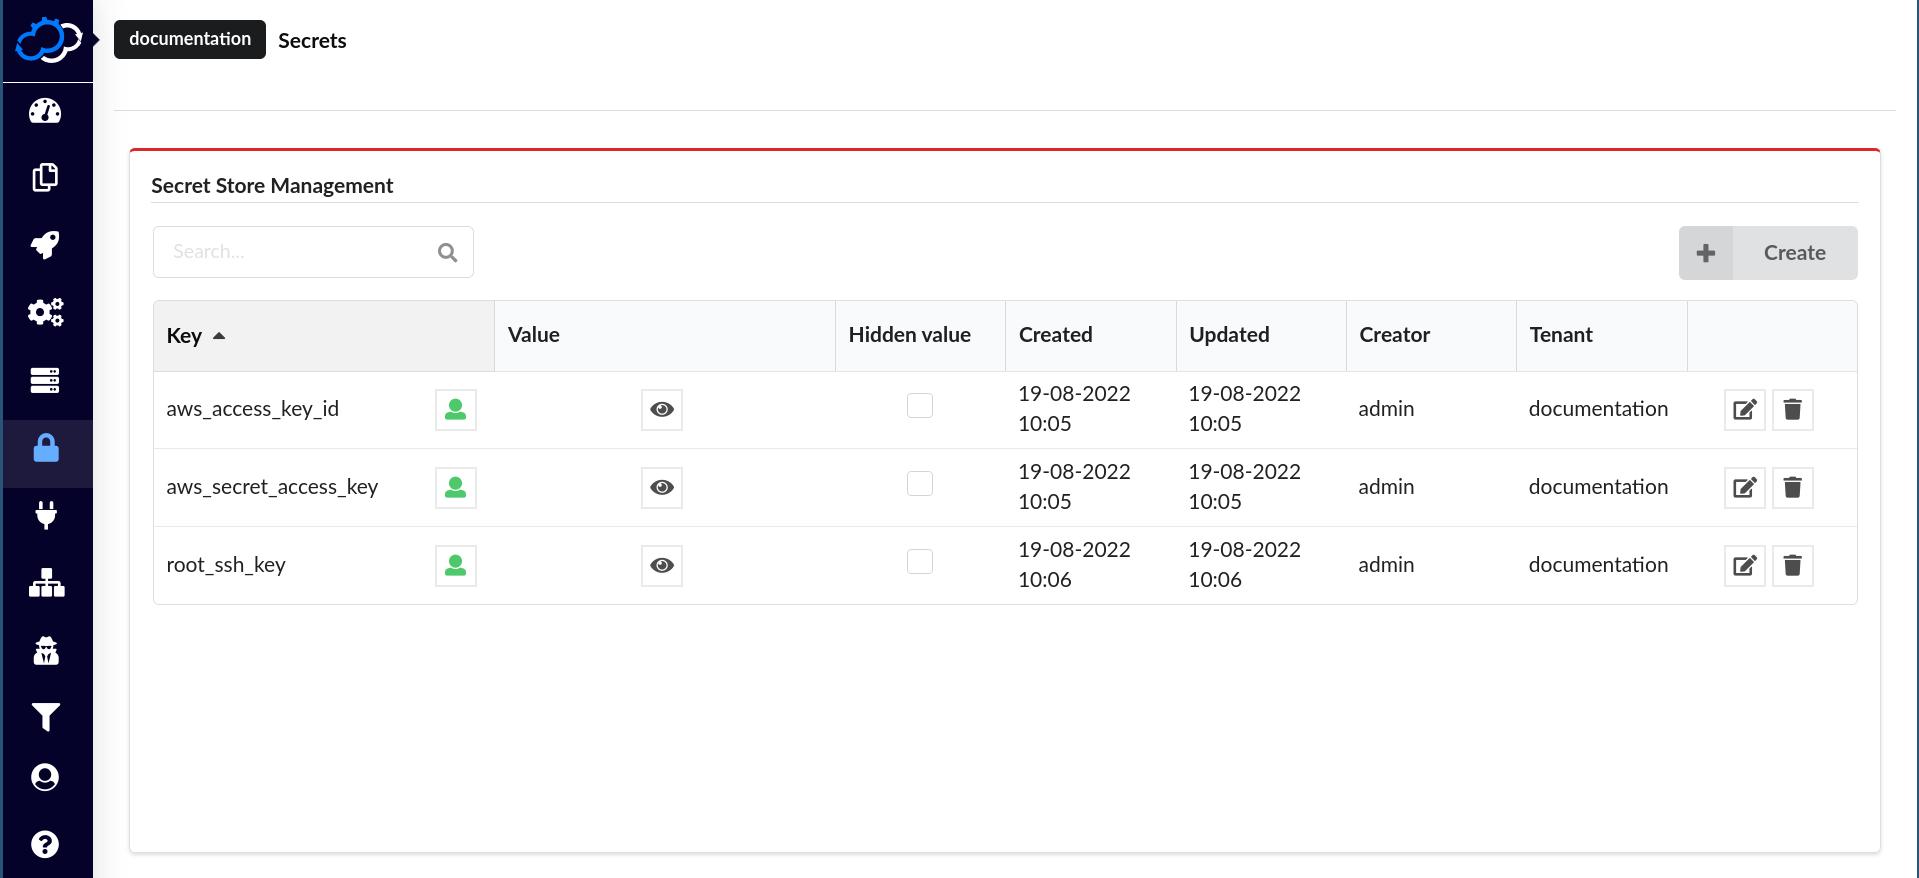 documentation Secrets
Secret Store Management
Search...
Create
Key Value Hidden value Created Updated Creator Tenant
aws_access_key_id 19-08-2022 10:05 19-08-2022 10:05 admin documentation
aws_secret_access_key 19-08-2022 10:05 19-08-2022 10:05 admin documentation
root_ssh_key 19-08-2022 10:06 19-08-2022 10:06 admin documentation